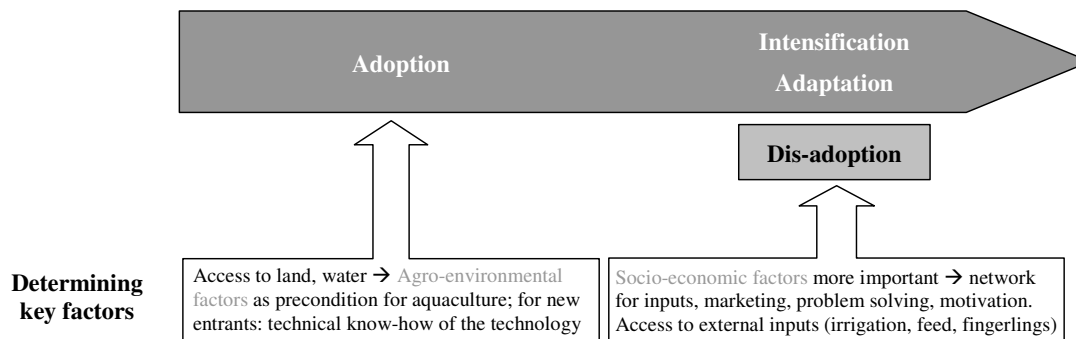 Adoption
Intensification
Adaptation
Dis-adoption
Determining
key factors
Access to land, water → Agro-environmental
factors as precondition for aquaculture; for new
entrants: technical know-how of the technology
Socio-economic factors more important → network
for inputs, marketing, problem solving, motivation.
Access to external inputs (irrigation, feed, fingerlings)